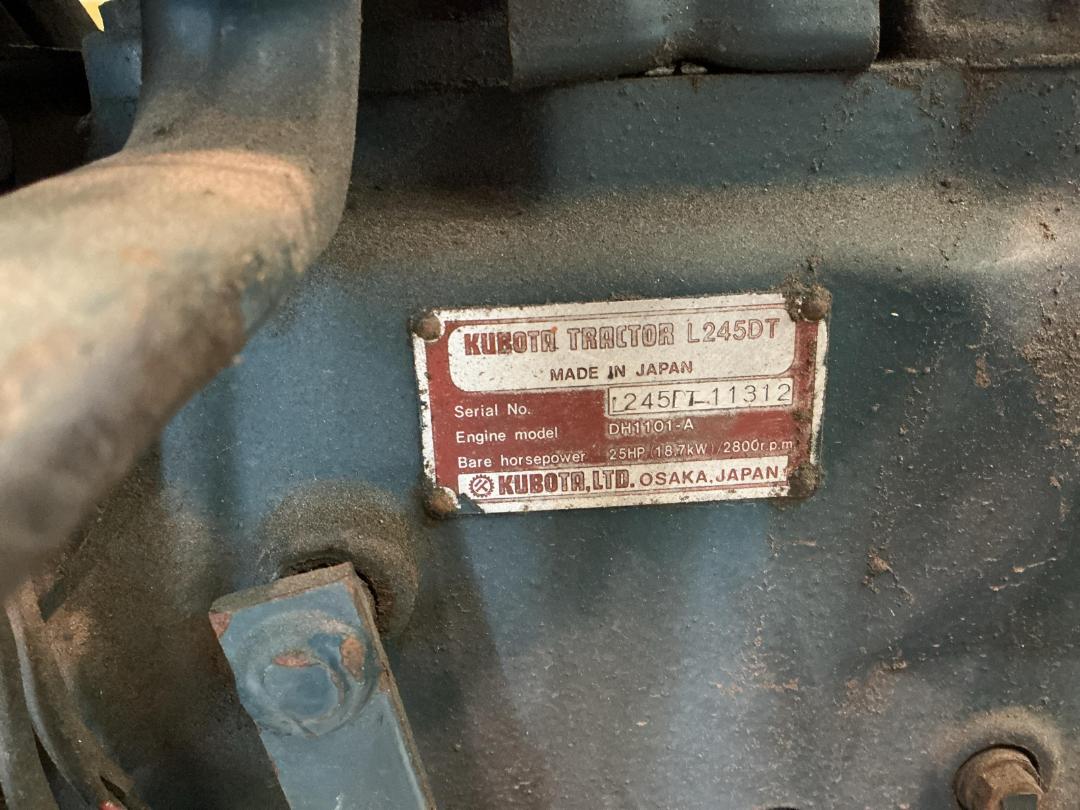 KUBOTA TRACTOR L245DT
MADE IN JAPAN
Serial No. L245DT-11312
Engine model DH1101-A
Bare horsepower 25HP (18.7kW)/2800r.p.m
KUBOTA, LTD. OSAKA, JAPAN